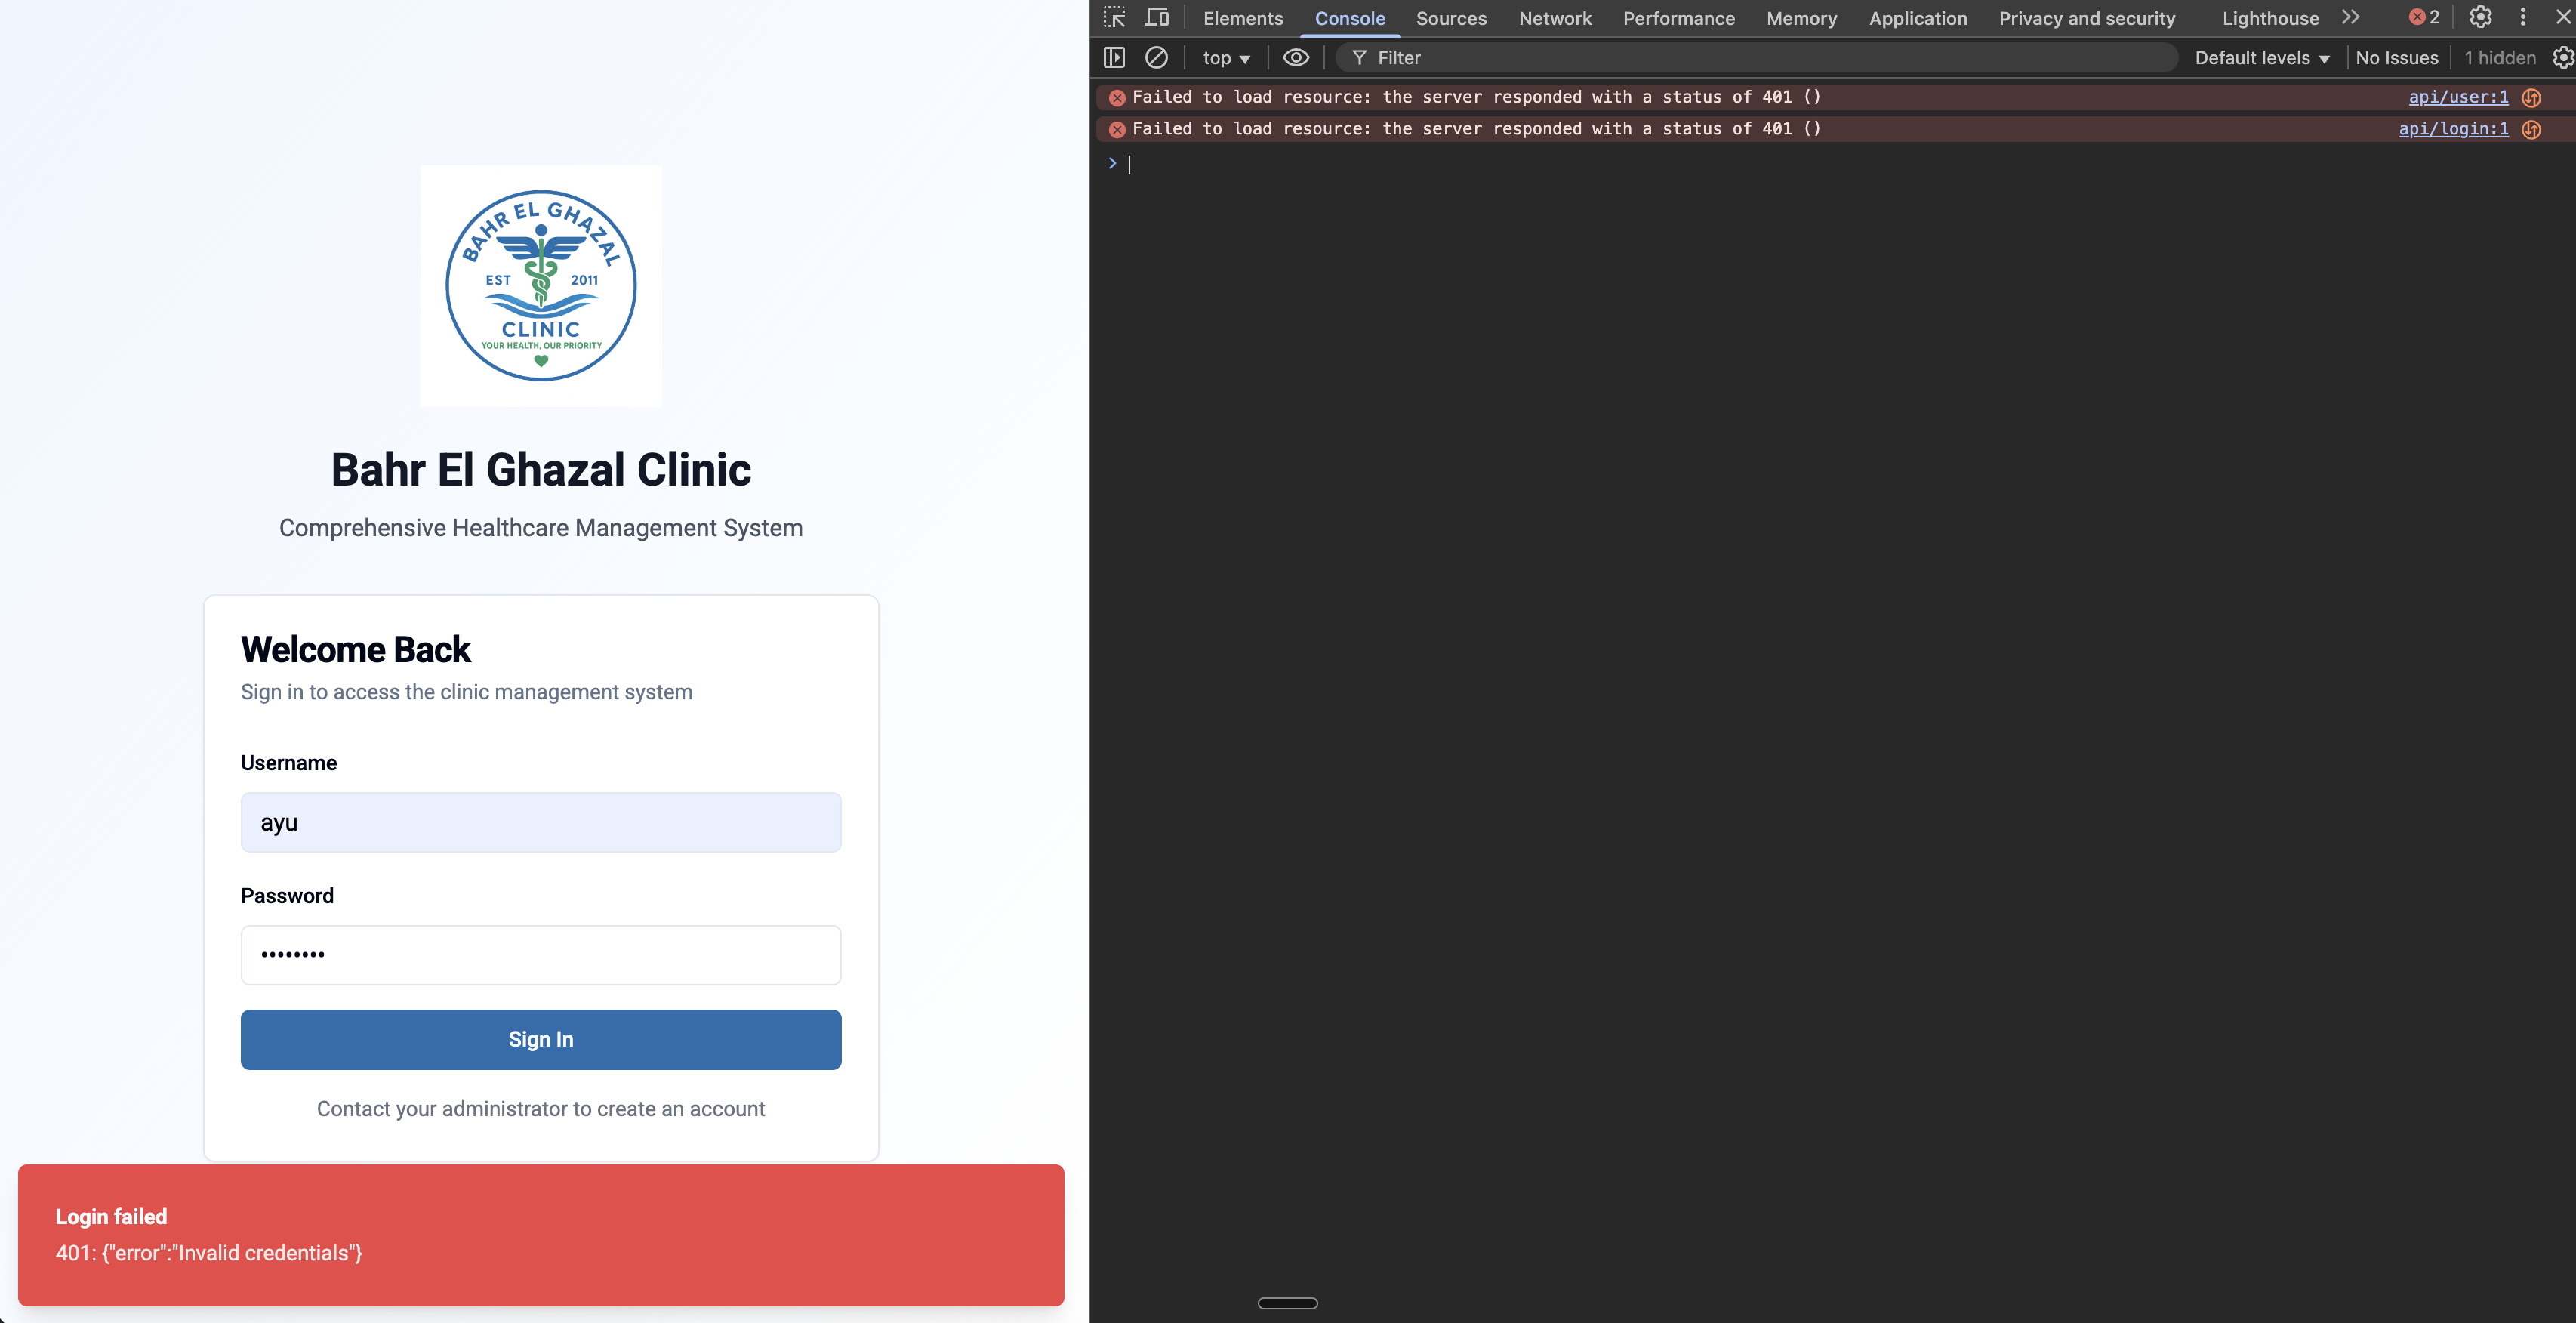 BAHR EL GHAZAL
EST 2011
CLINIC
YOUR HEALTH, OUR PRIORITY
Bahr El Ghazal Clinic
Comprehensive Healthcare Management System
Welcome Back
Sign in to access the clinic management system
Username
ayu
Password
••••••••
Sign In
Contact your administrator to create an account
Login failed
401: {"error":"Invalid credentials"}
Elements Console Sources Network Performance Memory Application Privacy and security Lighthouse 2
top Filter Default levels No Issues 1 hidden
Failed to load resource: the server responded with a status of 401 () api/user:1
Failed to load resource: the server responded with a status of 401 () api/login:1